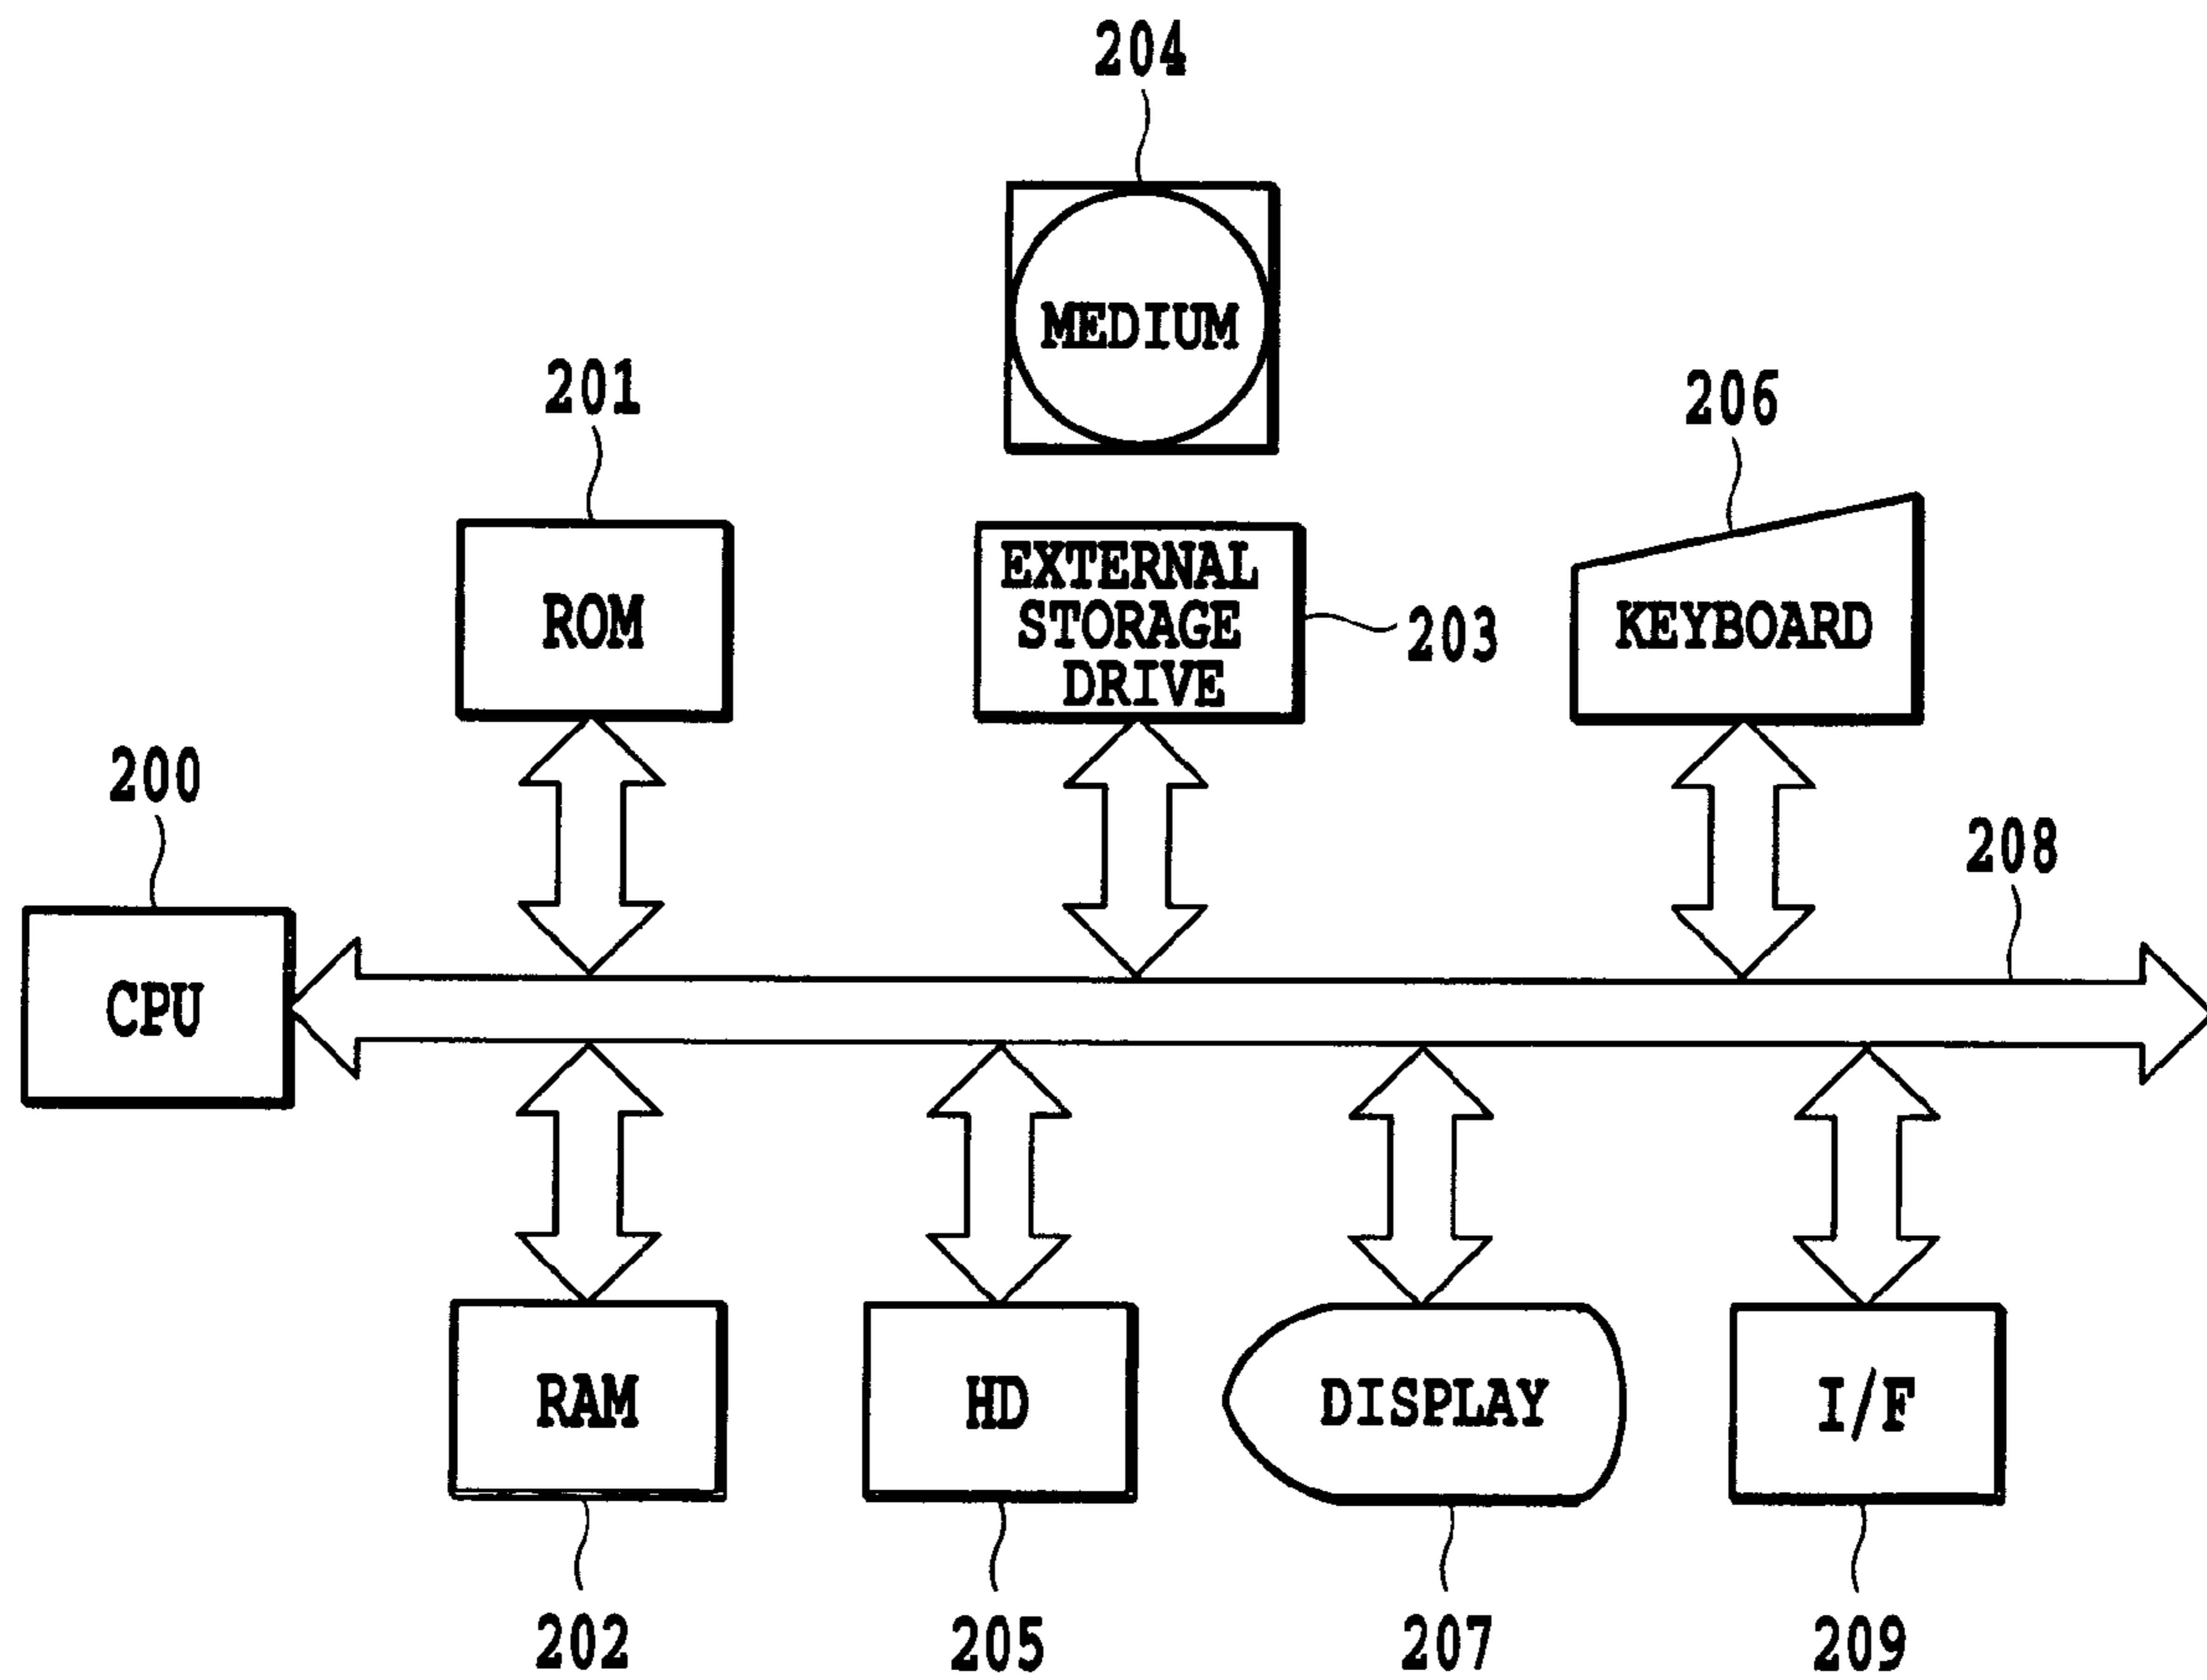 204
MEDIUM
201
206
ROM
EXTERNAL
STORAGE
DRIVE
203
KEYBOARD
200
208
CPU
RAM
HD
DISPLAY
I/F
202
205
207
209